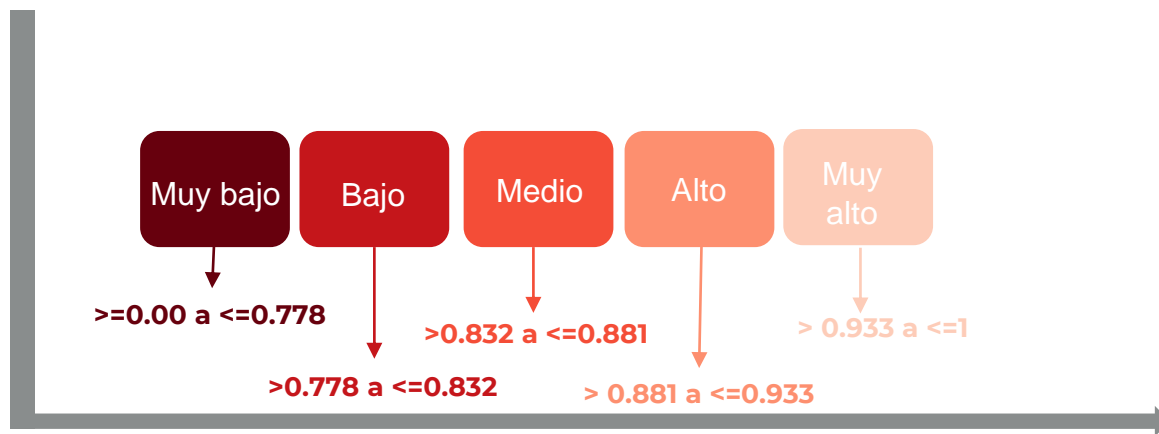 Muy bajo
Bajo
Medio
Alto
Muy
alto
>=0.00 a <=0.778
>0.778 a <=0.832
>0.832 a <=0.881
> 0.881 a <=0.933
> 0.933 a <=1